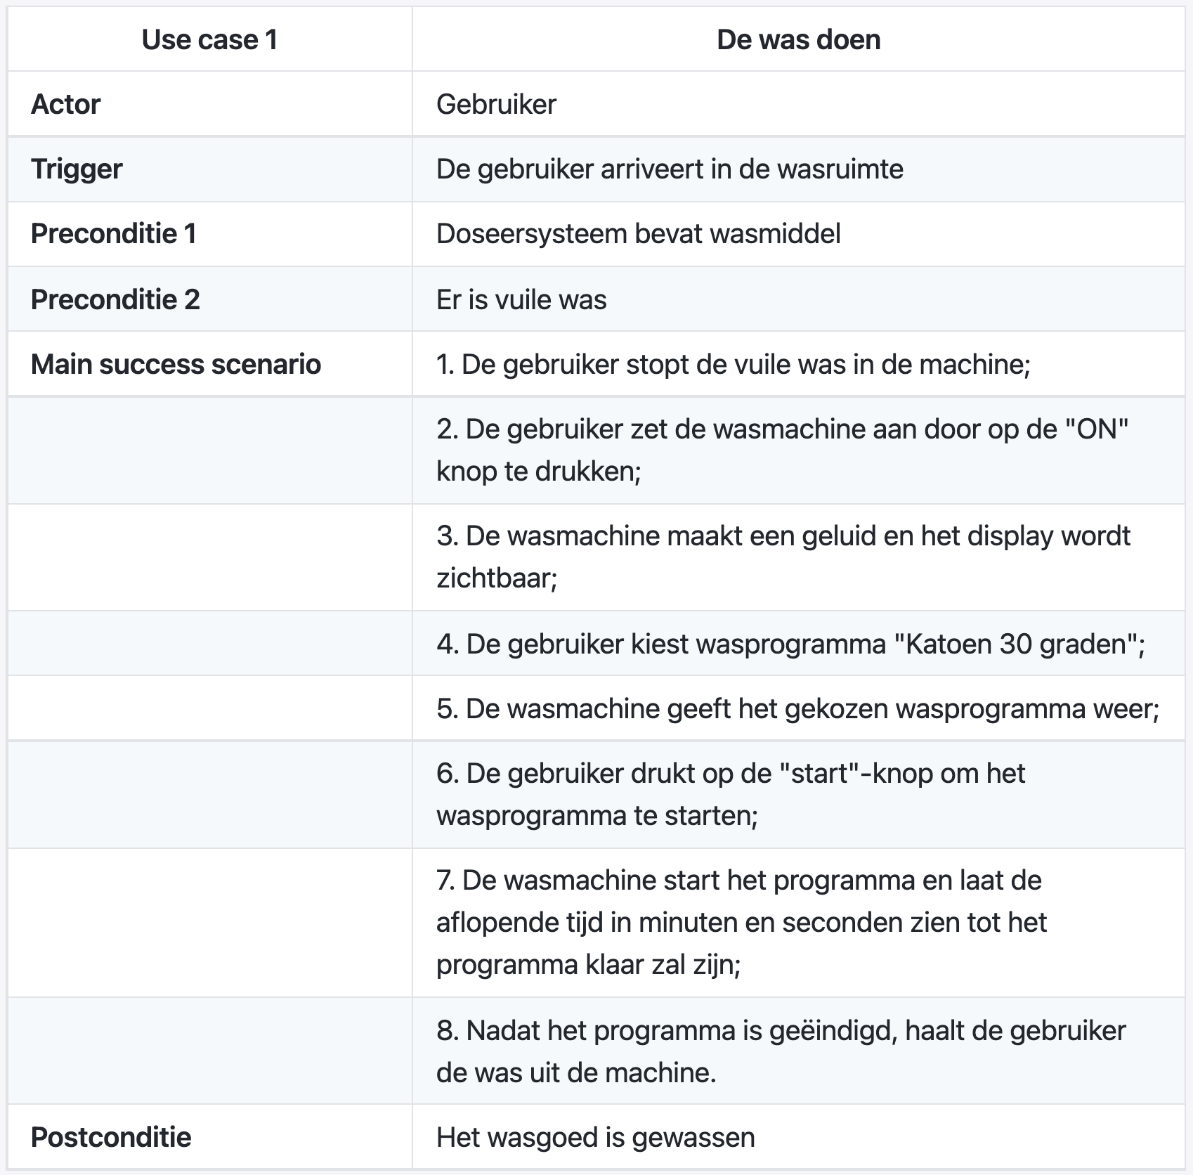 Use case 1
De was doen
Actor
Gebruiker
Trigger
De gebruiker arriveert in de wasruimte
Preconditie 1
Doseersysteem bevat wasmiddel
Preconditie 2
Er is vuile was
Main success scenario
1. De gebruiker stopt de vuile was in de machine;
2. De gebruiker zet de wasmachine aan door op de "ON"
knop te drukken;
3. De wasmachine maakt een geluid en het display wordt
zichtbaar;
4. De gebruiker kiest wasprogramma "Katoen 30 graden";
5. De wasmachine geeft het gekozen wasprogramma weer;
6. De gebruiker drukt op de "start"-knop om het
wasprogramma te starten;
7. De wasmachine start het programma en laat de
aflopende tijd in minuten en seconden zien tot het
programma klaar zal zijn;
8. Nadat het programma is geëindigd, haalt de gebruiker
de was uit de machine.
Postconditie
Het wasgoed is gewassen